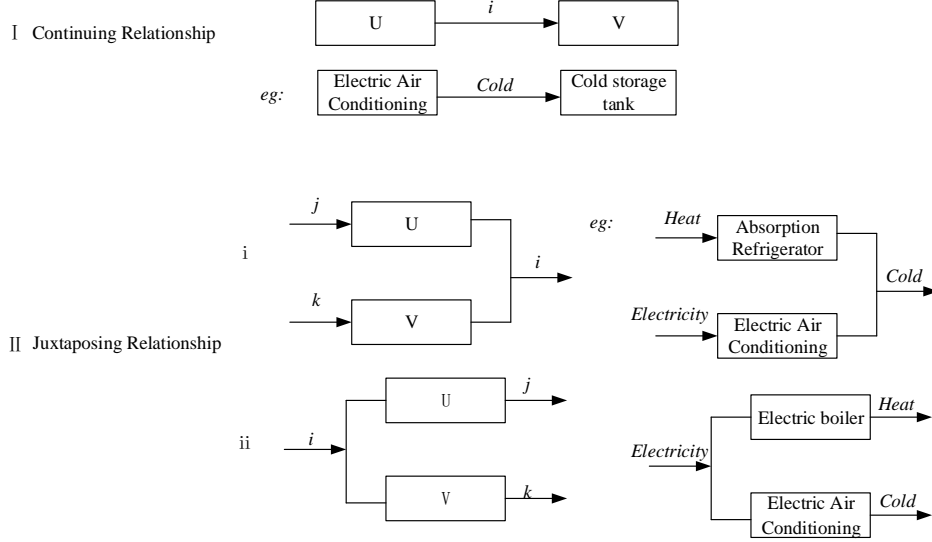 i
Ⅰ Continuing Relationship
U
V
eg:
Electric Air
Conditioning
Cold
Cold storage
tank
Ⅱ Juxtaposing Relationship
i
j
U
k
V
i
eg:
Heat
Absorption
Refrigerator
Electricity
Electric Air
Conditioning
Cold
ii
i
U
j
V
k
Electricity
Electric boiler
Heat
Electric Air
Conditioning
Cold